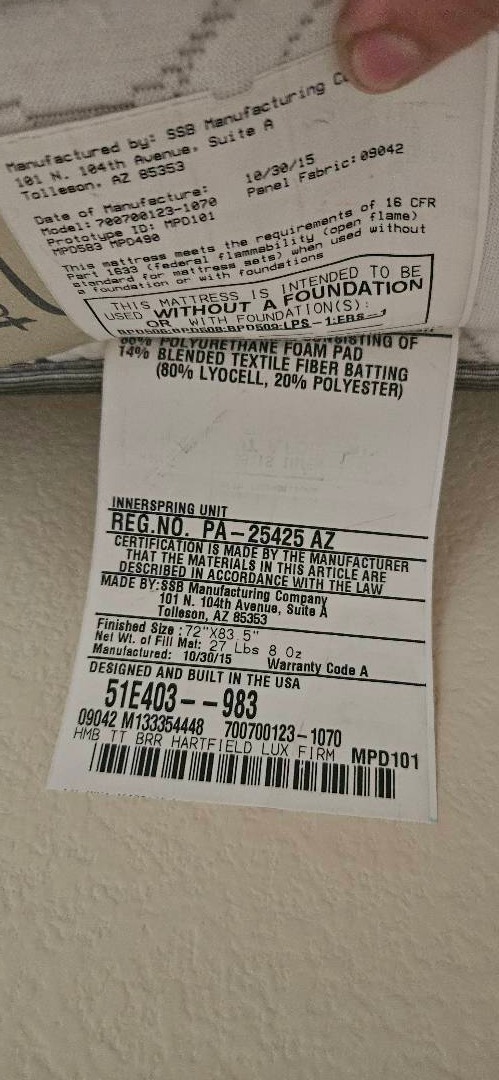 Manufactured by: SSB Manufacturing
101 N. 104th Avenue, Suite A
Tolleson, AZ 85353
Date of Manufacture: 10/30/15
Model: 700700123-1070 Panel Fabric: 09042
Prototype ID: MPD101
MPD583 MPD490
This mattress meets the requirements of 16 CFR
Part 1633 (federal flammability (open flame)
standard for mattress sets) when used without
a foundation or with foundations
THIS MATTRESS IS INTENDED TO BE
USED WITHOUT A FOUNDATION
OR WITH FOUNDATION(S):
POLYURETHANE FOAM PAD
14% BLENDED TEXTILE FIBER BATTING
(80% LYOCELL, 20% POLYESTER)
INNERSPRING UNIT
REG.NO. PA-25425 AZ
CERTIFICATION IS MADE BY THE MANUFACTURER
THAT THE MATERIALS IN THIS ARTICLE ARE
DESCRIBED IN ACCORDANCE WITH THE LAW
MADE BY:SSB Manufacturing Company
101 N. 104th Avenue, Suite A
Tolleson, AZ 85353
Finished Size :72"X83.5"
Net Wt. of Fill Mat: 27 Lbs 8 Oz
Manufactured: 10/30/15 Warranty Code A
DESIGNED AND BUILT IN THE USA
51E403--983
09042 M133354448 700700123-1070
HMB TT BRR HARTFIELD LUX FIRM MPD101